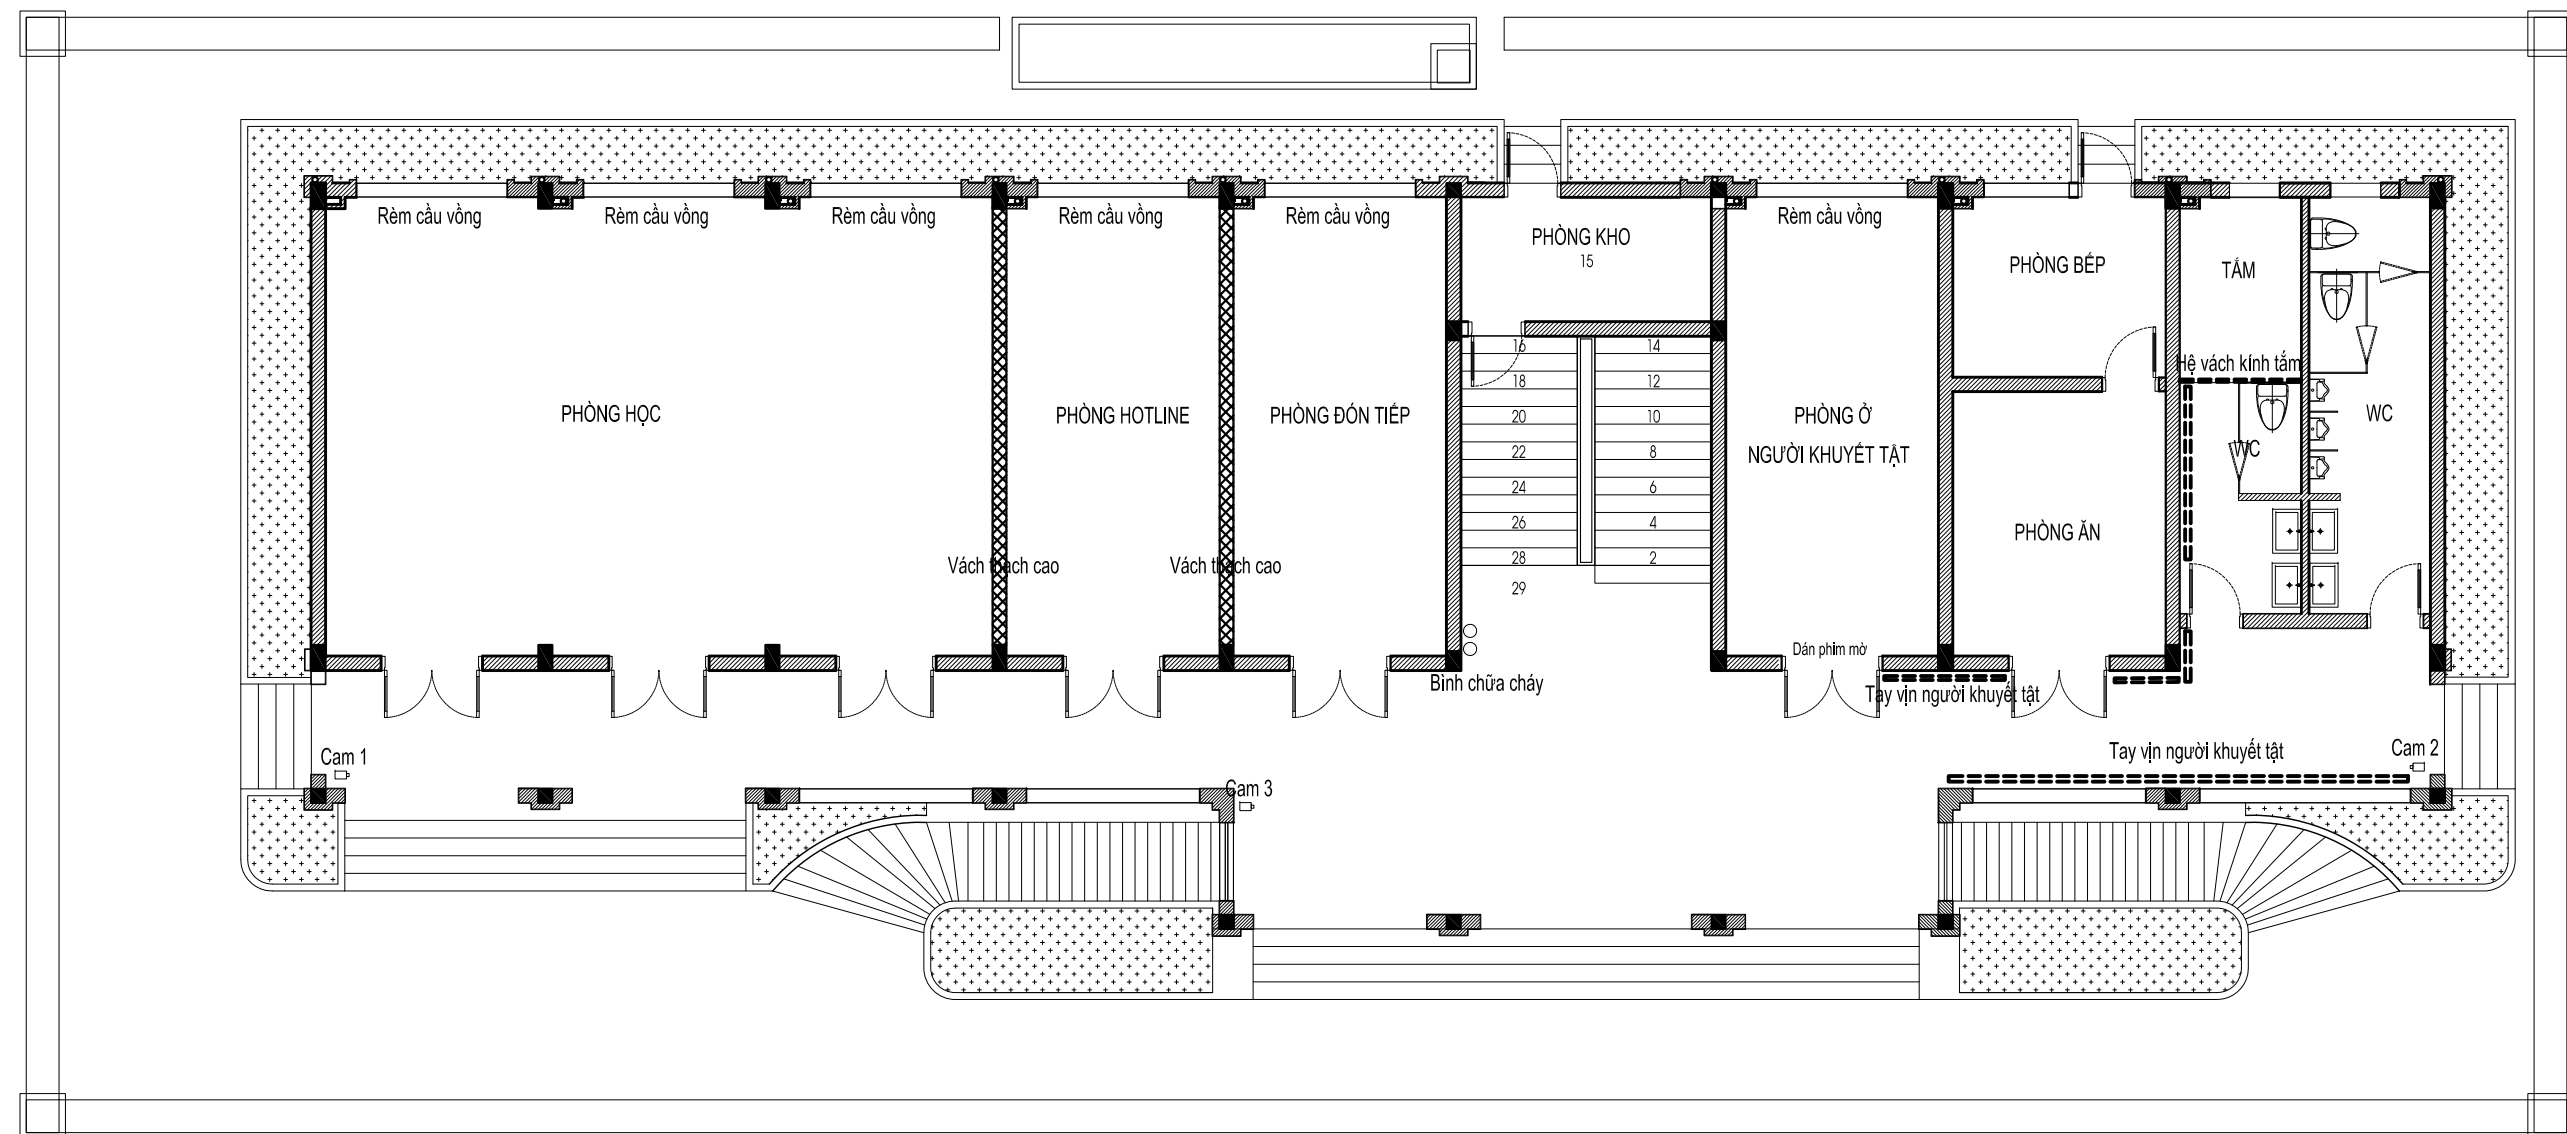 Rèm cầu vồng
Rèm cầu vồng
Rèm cầu vồng
Rèm cầu vồng
Rèm cầu vồng
Rèm cầu vồng
PHÒNG KHO
15
PHÒNG BẾP
TẮM
16
14
Hệ vách kính tắm
18
12
PHÒNG HỌC
PHÒNG HOTLINE
PHÒNG ĐÓN TIẾP
20
10
PHÒNG Ở
NGƯỜI KHUYẾT TẬT
WC
22
8
WC
24
6
26
4
PHÒNG ĂN
Vách thạch cao
Vách thạch cao
28
2
29
Dán phim mờ
Bình chữa cháy
Tay vịn người khuyết tật
Cam 1
Tay vịn người khuyết tật
Cam 2
Cam 3